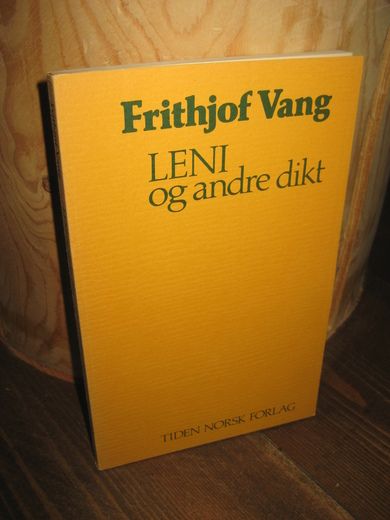 Frithjof Vang
LENI
og andre dikt
TIDEN NORSK FORLAG